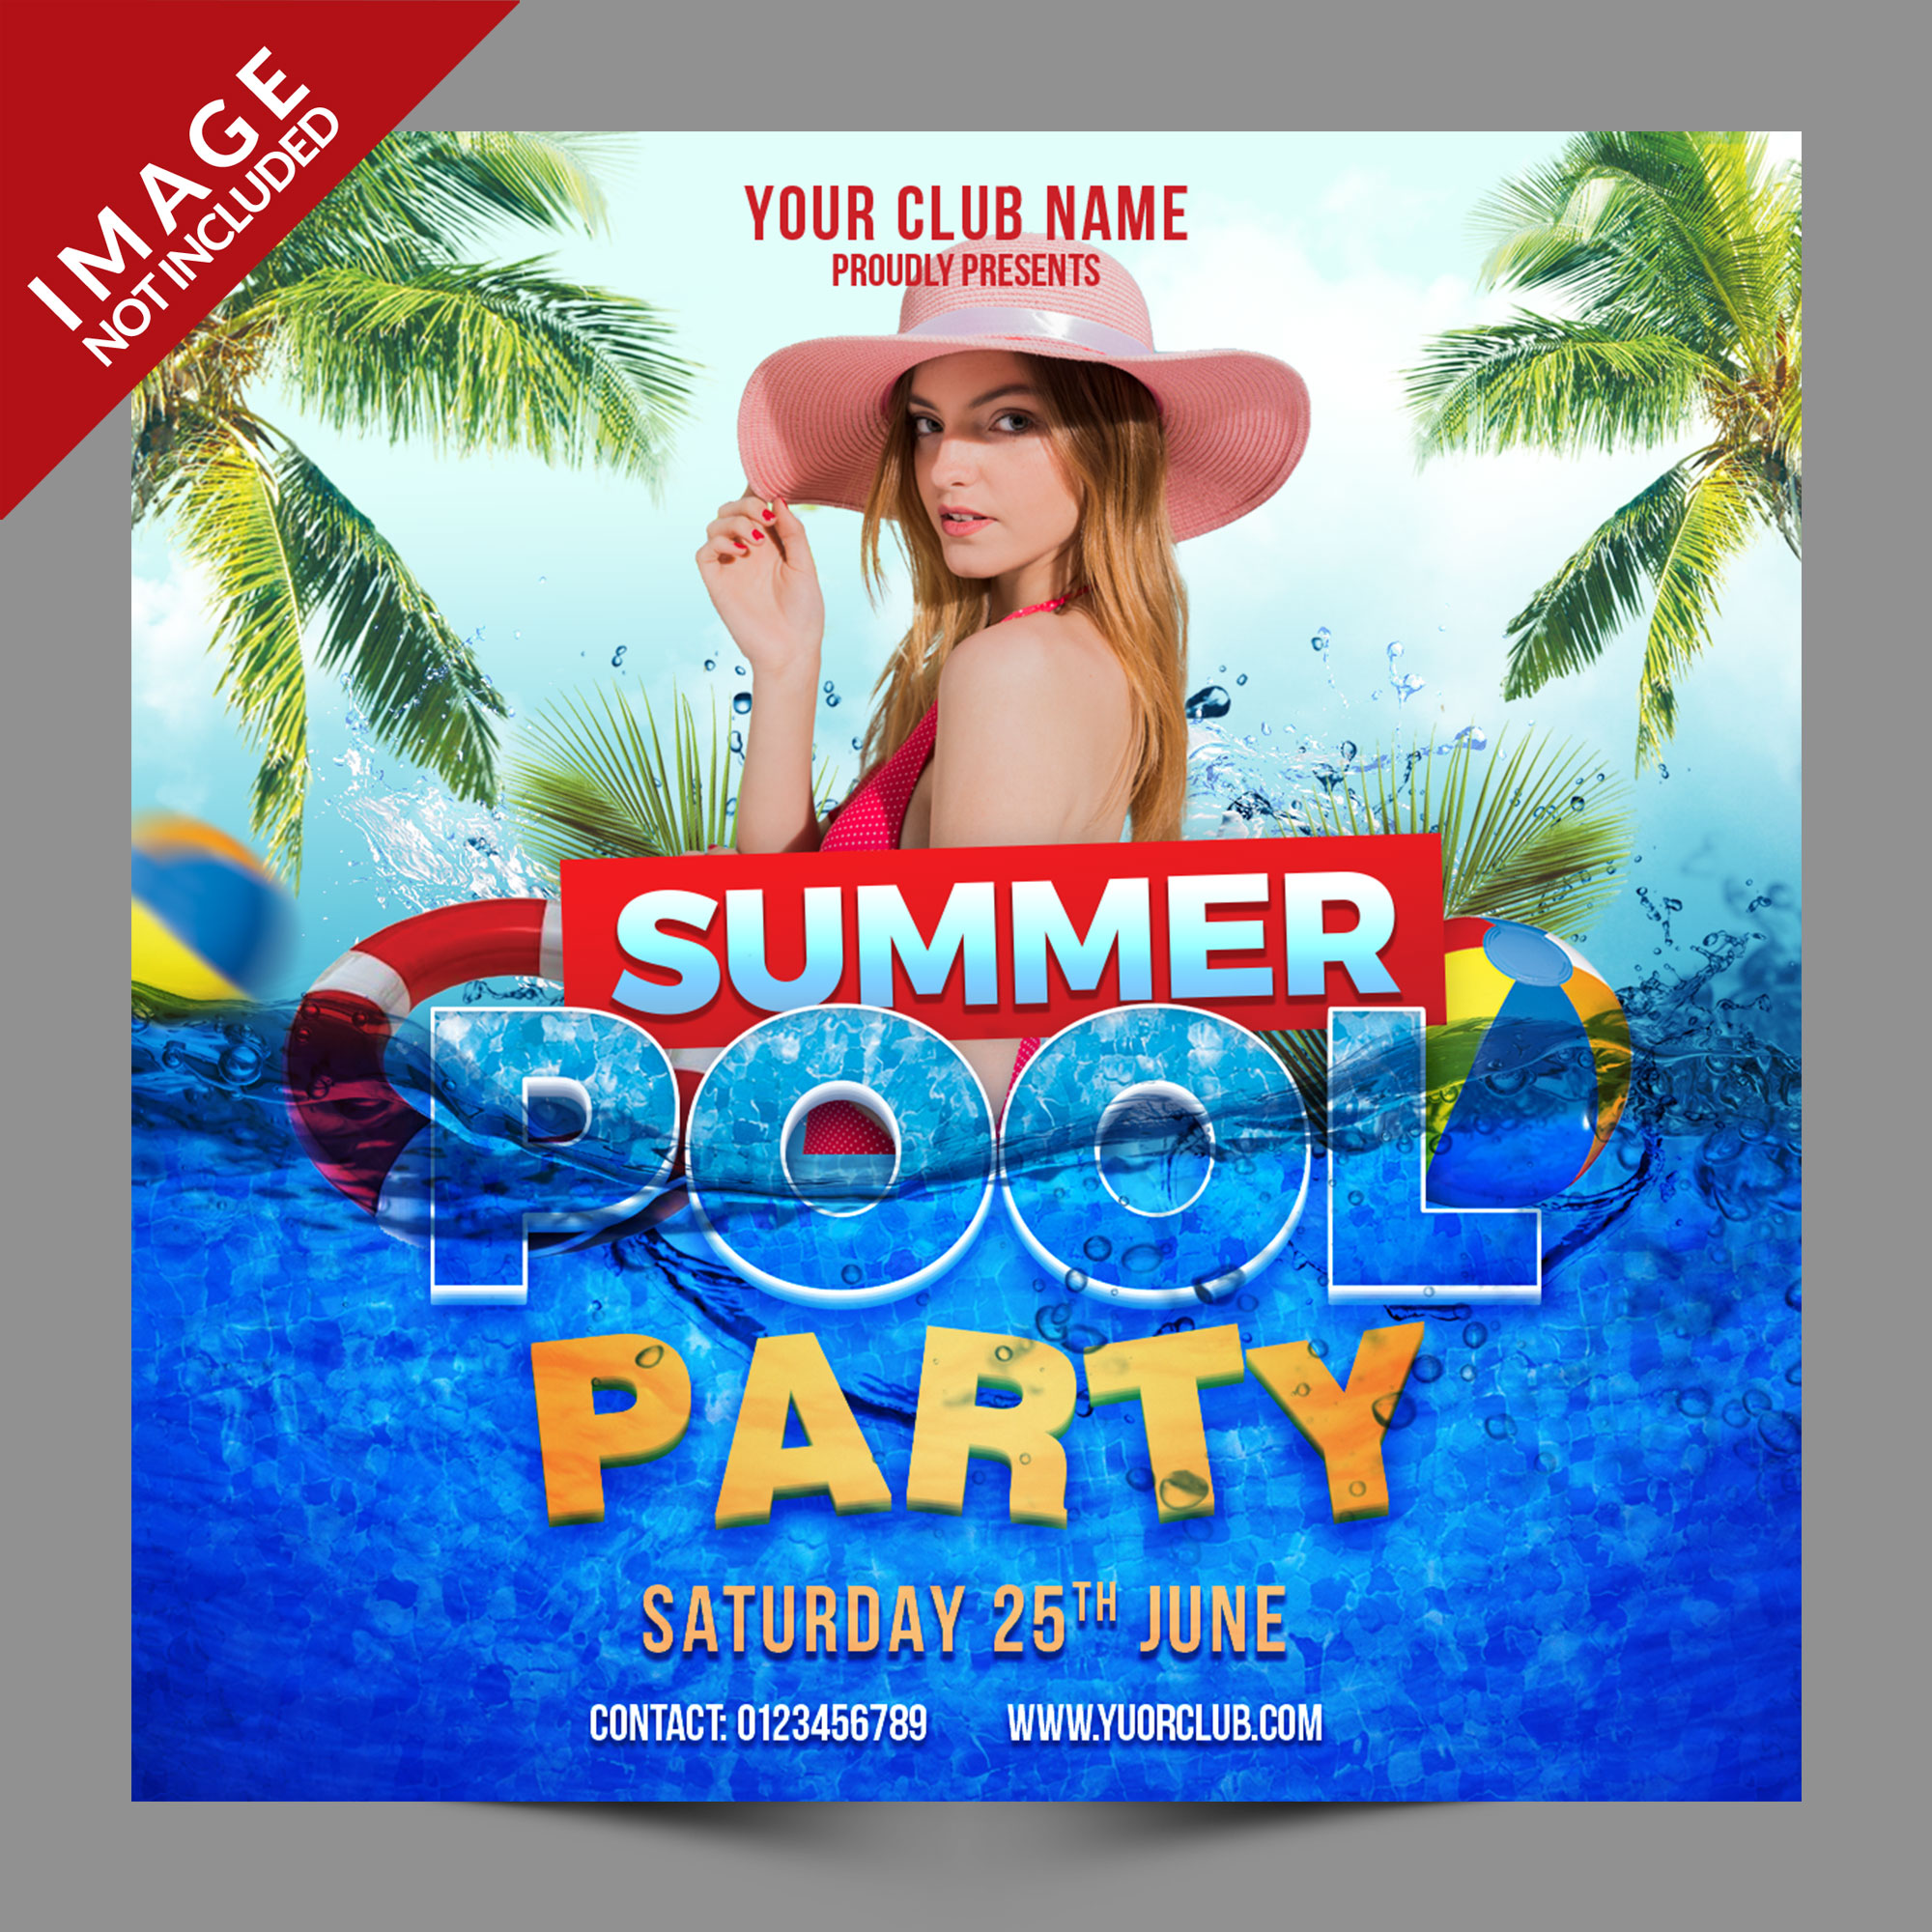 IMAGE
NOT INCLUDED
YOUR CLUB NAME
PROUDLY PRESENTS
SUMMER
POOL
PARTY
SATURDAY 25TH JUNE
CONTACT: 0123456789 WWW.YUORCLUB.COM